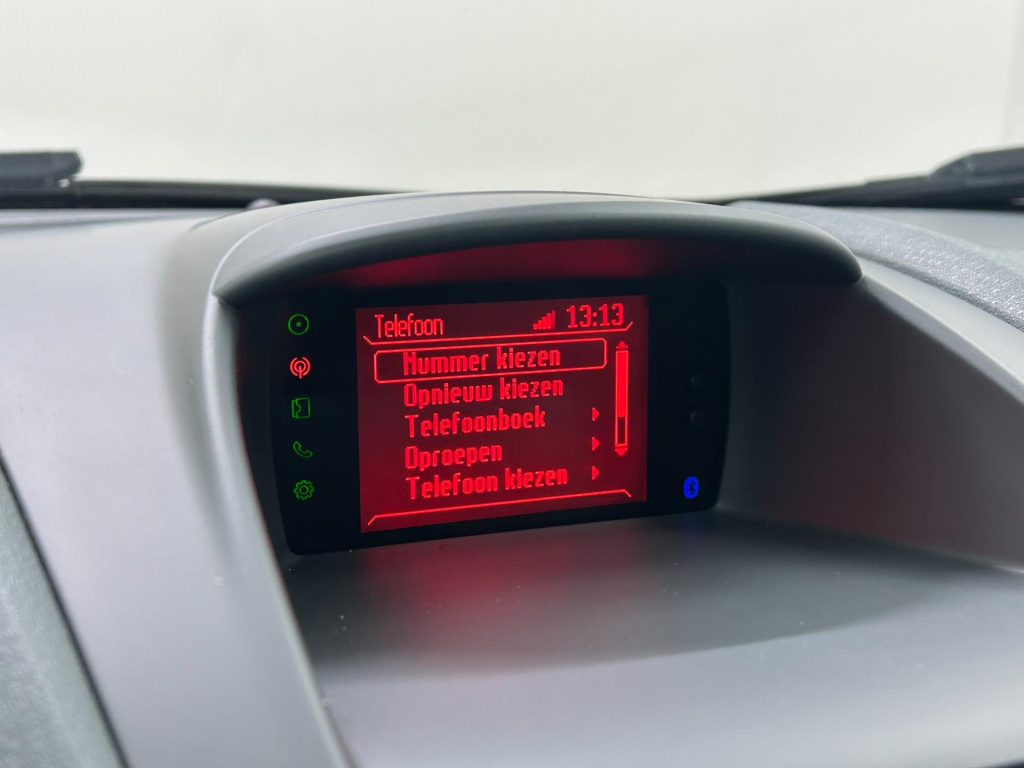 Telefoon 13:13
Nummer kiezen
Opnieuw kiezen
Telefoonboek
Oproepen
Telefoon kiezen